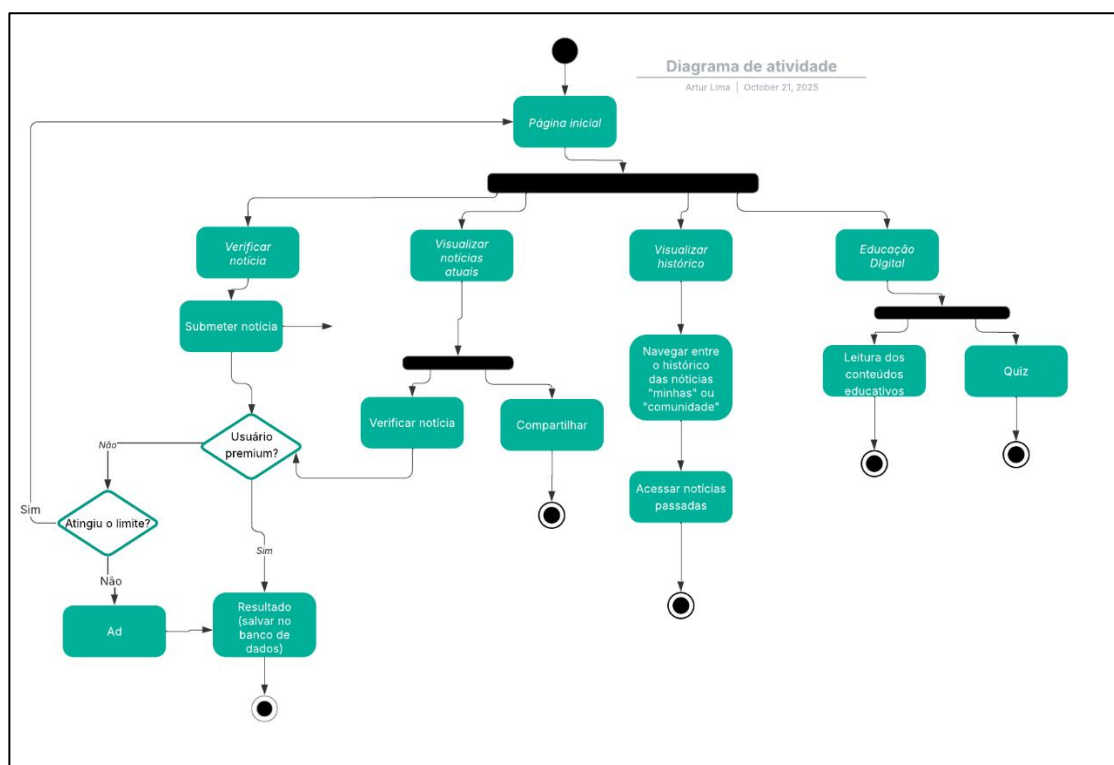 Diagrama de atividade
Artur Lima | October 21, 2025
Página inicial
Verificar
notícia
Visualizar
notícias
atuais
Visualizar
histórico
Educação
DIgital
Submeter notícia
Navegar entre
o histórico
das nóticias
"minhas" ou
"comunidade"
Leitura dos
conteúdos
educativos
Quiz
Verificar notícia
Compartilhar
Usuário
premium?
Não
Acessar notícias
passadas
Sim
Atingiu o limite?
Sim
Não
Ad
Resultado
(salvar no
banco de
dados)